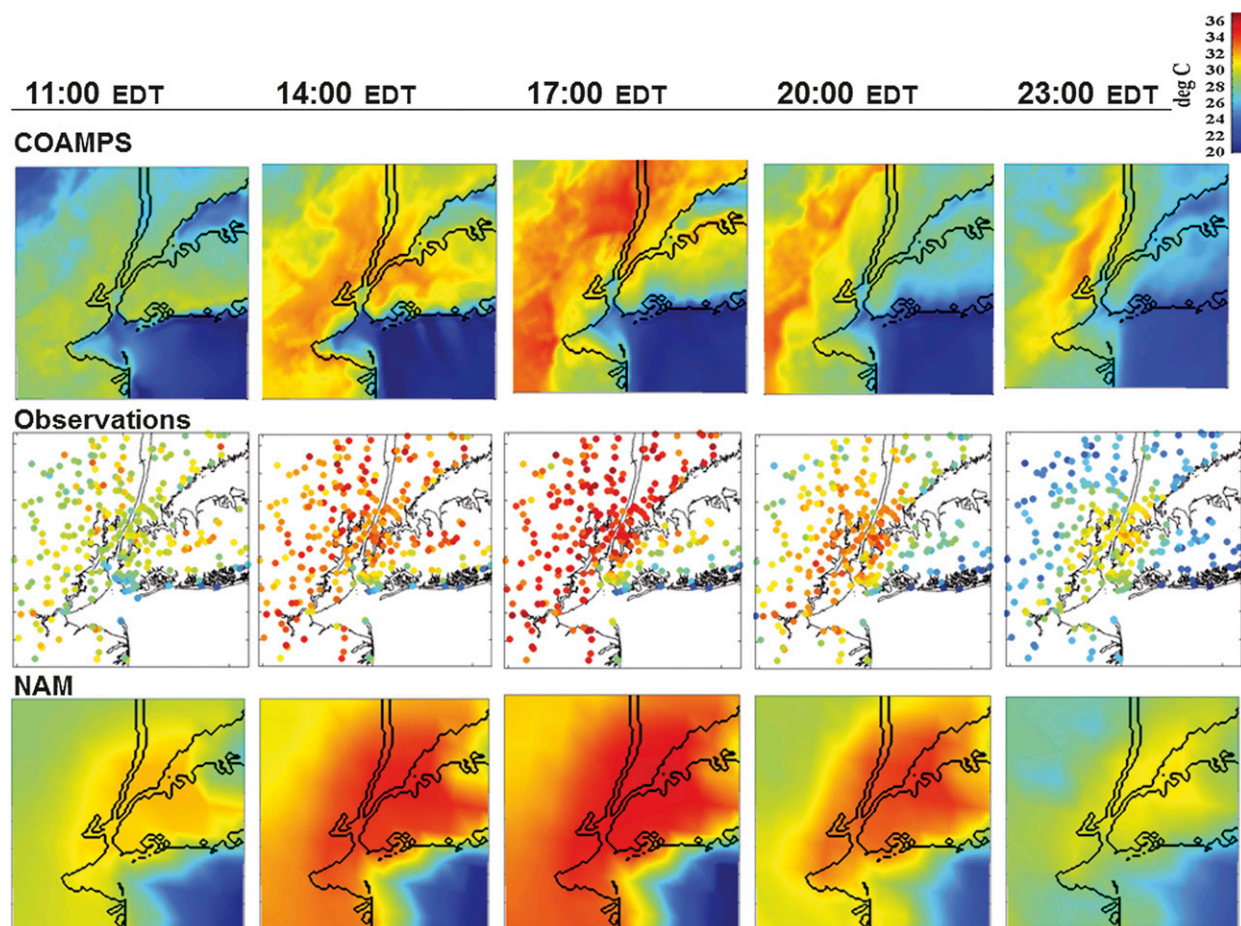 11:00 EDT 14:00 EDT 17:00 EDT 20:00 EDT 23:00 EDT
deg C
36
34
32
30
28
26
24
22
20
COAMPS
Observations
NAM